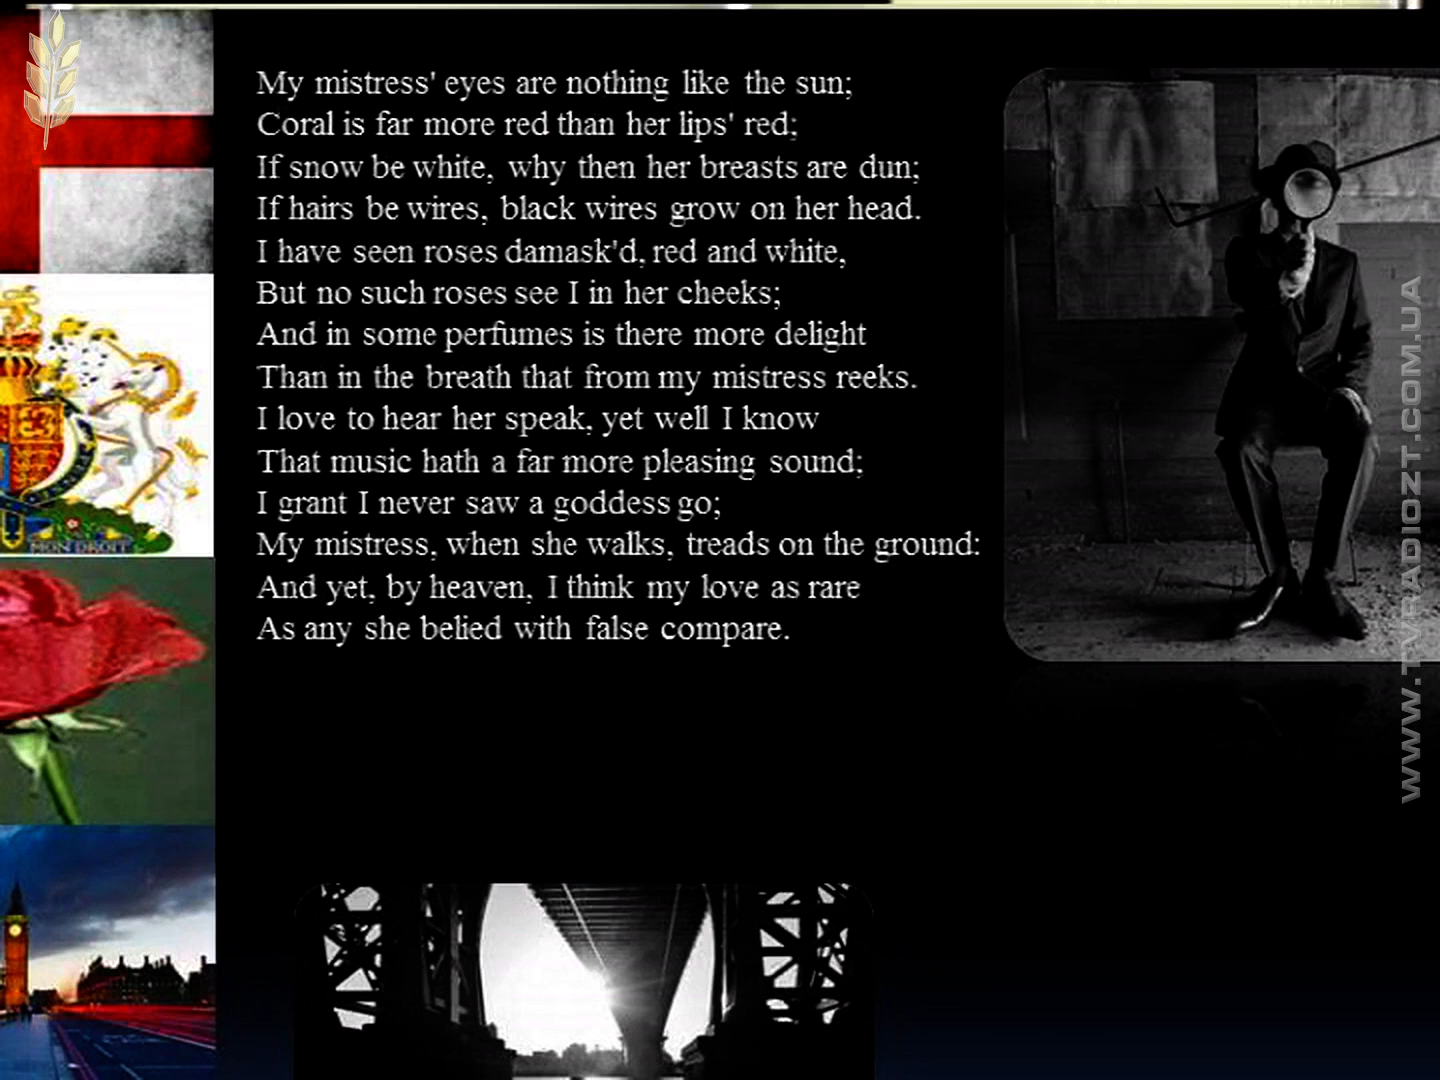 My mistress' eyes are nothing like the sun;
Coral is far more red than her lips' red;
If snow be white, why then her breasts are dun;
If hairs be wires, black wires grow on her head.
I have seen roses damask'd, red and white,
But no such roses see I in her cheeks;
And in some perfumes is there more delight
Than in the breath that from my mistress reeks.
I love to hear her speak, yet well I know
That music hath a far more pleasing sound;
I grant I never saw a goddess go;
My mistress, when she walks, treads on the ground:
And yet, by heaven, I think my love as rare
As any she belied with false compare.
MON DROIT
WWW.TVRADIOZT.COM.UA